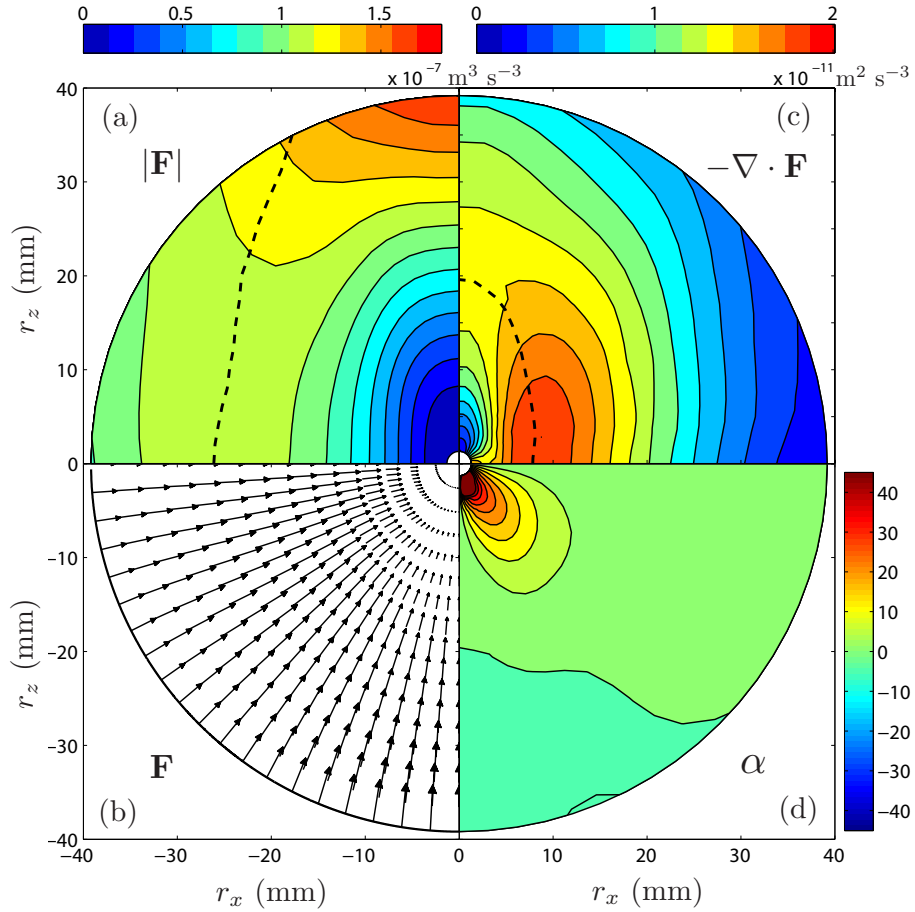 0 0.5 1 1.5
0 1 2
x 10⁻⁷ m³ s⁻³
x 10⁻¹¹ m² s⁻³
(a)
|F|
(c)
−∇ · F
r_z (mm)
40
30
20
10
0
r_z (mm)
−10
−20
−30
−40
F
(b)
α
(d)
40
30
20
10
0
−10
−20
−30
−40
−40 −30 −20 −10 0 10 20 30 40
r_x (mm)
r_x (mm)